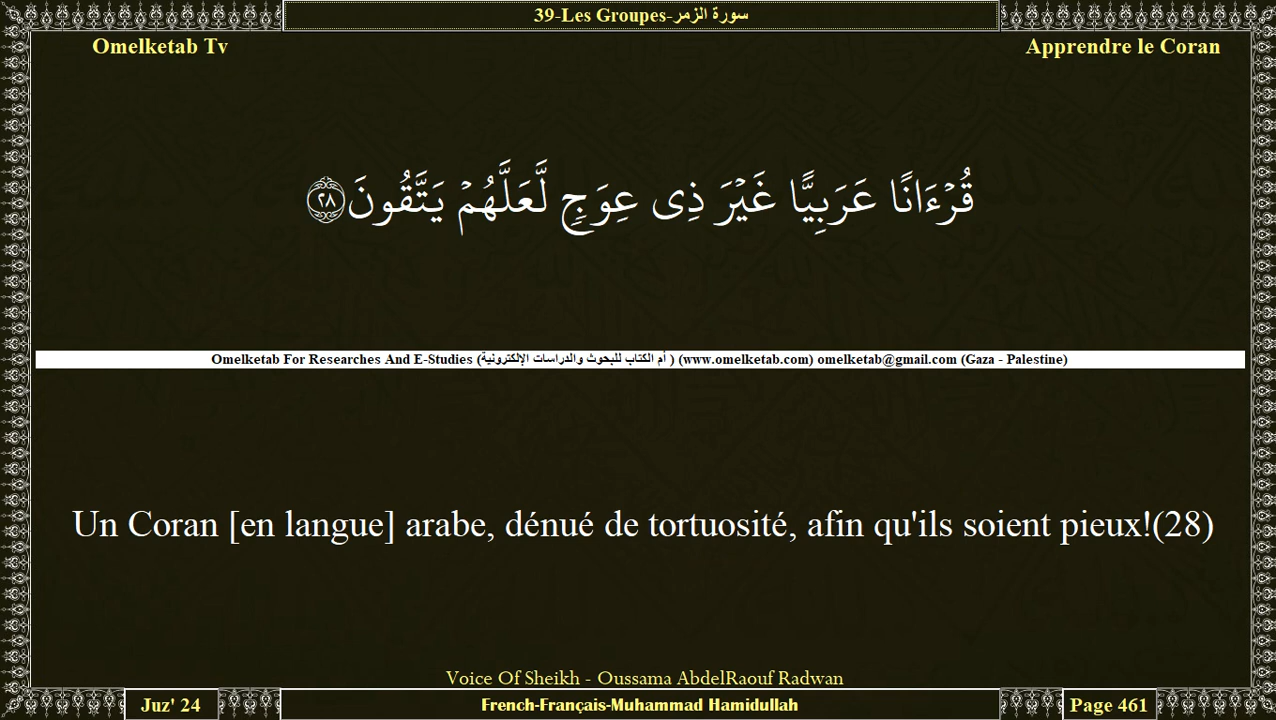 39-Les Groupes-سورة الزمر
Omelketab Tv
Apprendre le Coran
قُرْءَانًا عَرَبِيًّا غَيْرَ ذِى عِوَجٍ لَّعَلَّهُمْ يَتَّقُونَ ٢٨
Omelketab For Researches And E-Studies (أم الكتاب للبحوث والدراسات الإلكترونية ) (www.omelketab.com) omelketab@gmail.com (Gaza - Palestine)
Un Coran [en langue] arabe, dénué de tortuosité, afin qu'ils soient pieux!(28)
Voice Of Sheikh - Oussama AbdelRaouf Radwan
Juz' 24
French-Français-Muhammad Hamidullah
Page 461